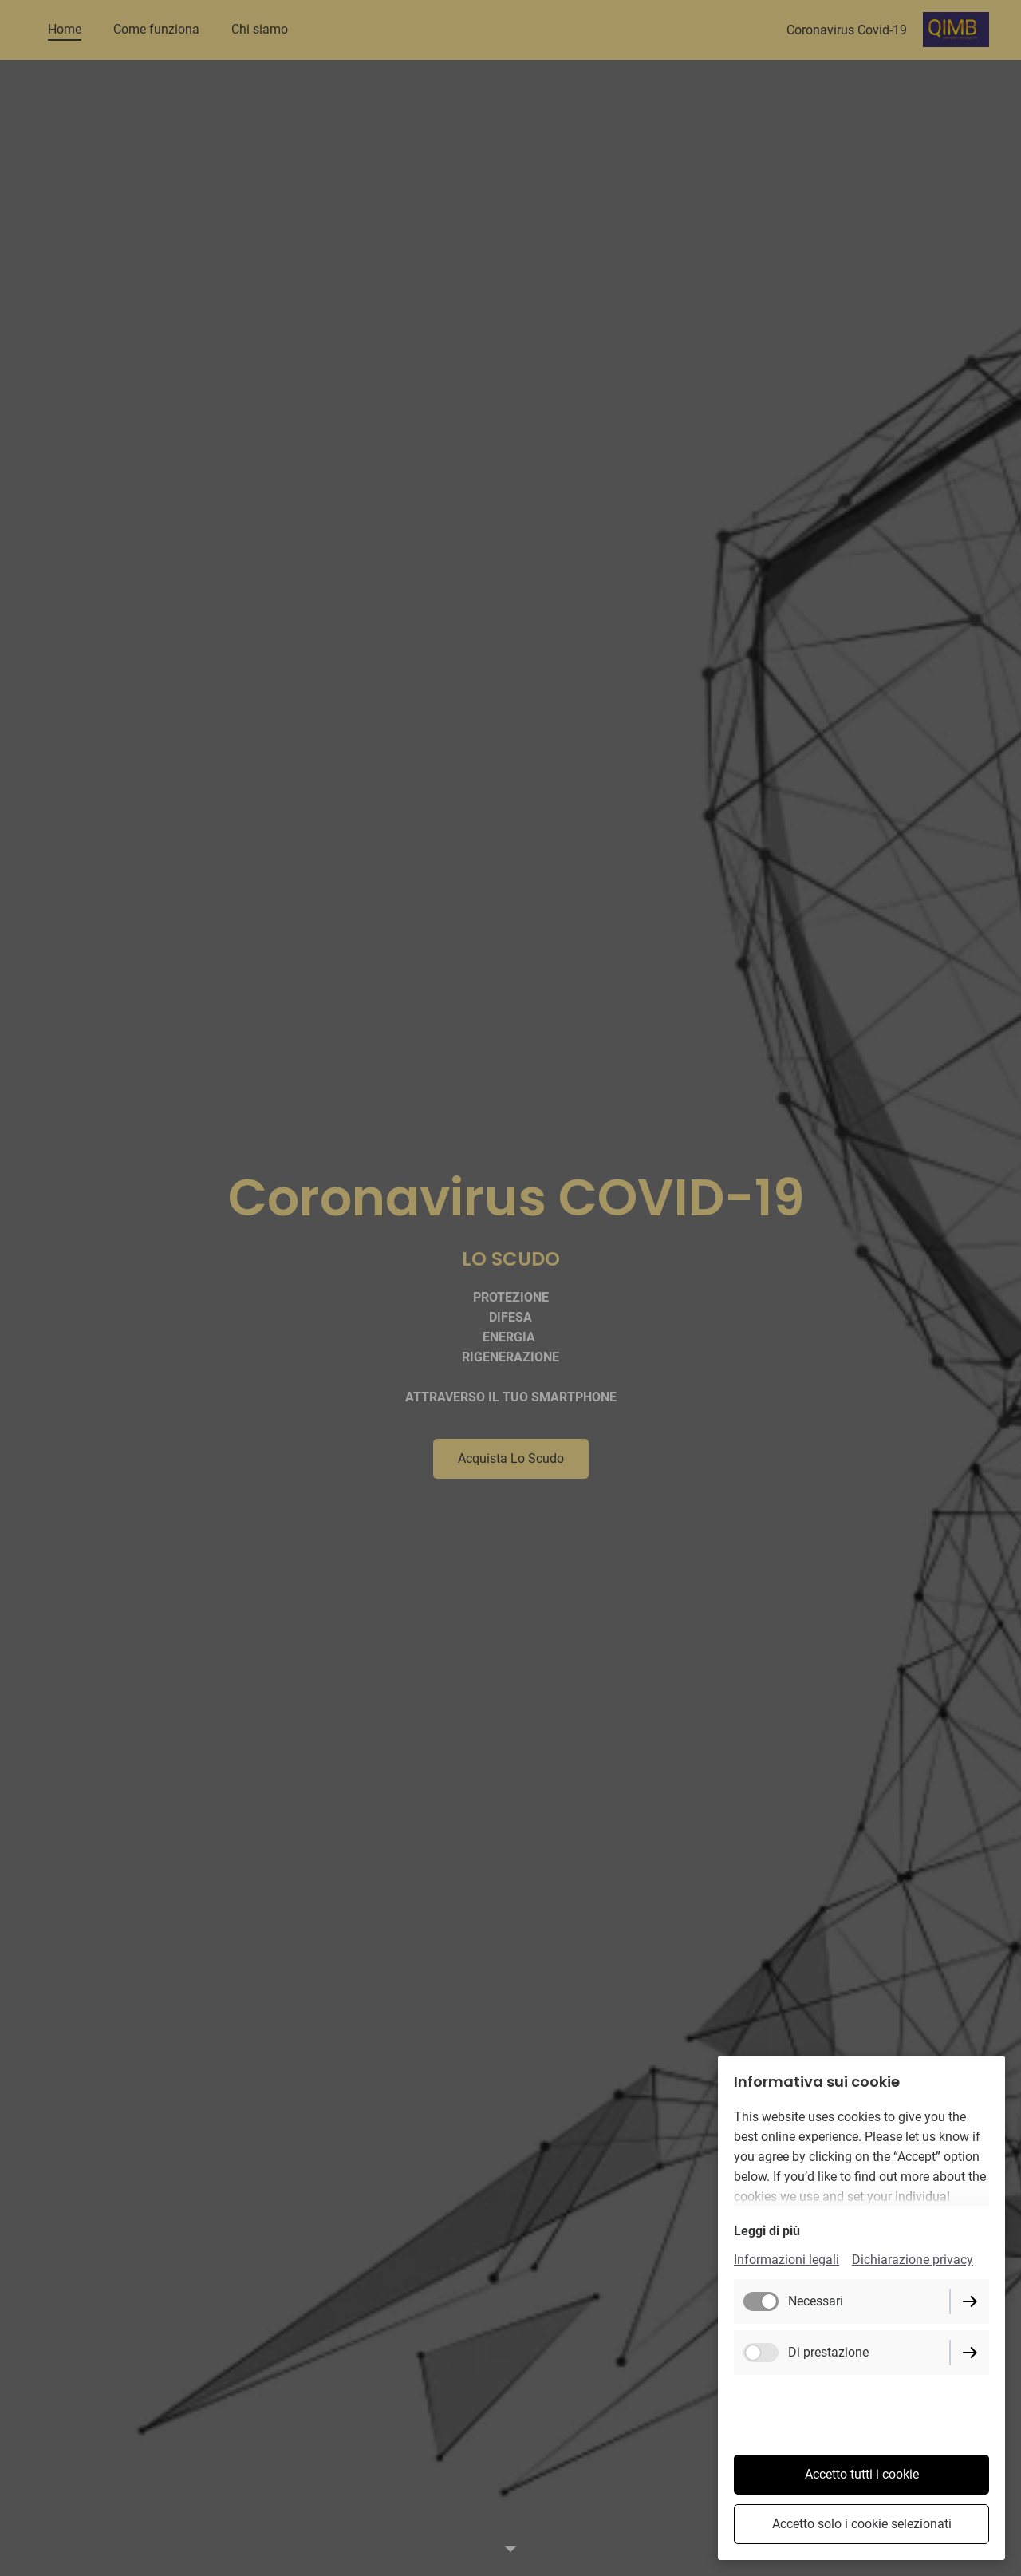 Home
Come funziona
Chi siamo
Coronavirus Covid-19
QIMB
Coronavirus COVID-19
LO SCUDO
PROTEZIONE
DIFESA
ENERGIA
RIGENERAZIONE
ATTRAVERSO IL TUO SMARTPHONE
Acquista Lo Scudo
Informativa sui cookie
This website uses cookies to give you the
best online experience. Please let us know if
you agree by clicking on the “Accept” option
below. If you’d like to find out more about the
cookies we use and set your individual
Leggi di più
Informazioni legali
Dichiarazione privacy
Necessari
Di prestazione
Accetto tutti i cookie
Accetto solo i cookie selezionati